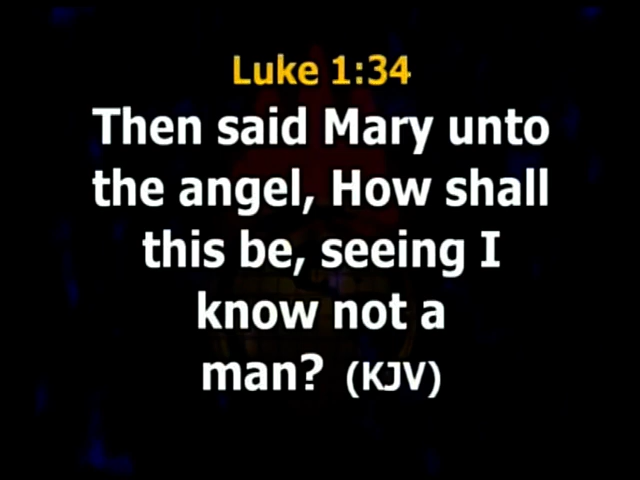 Luke 1:34
Then said Mary unto
the angel, How shall
this be, seeing I
know not a
man? (KJV)